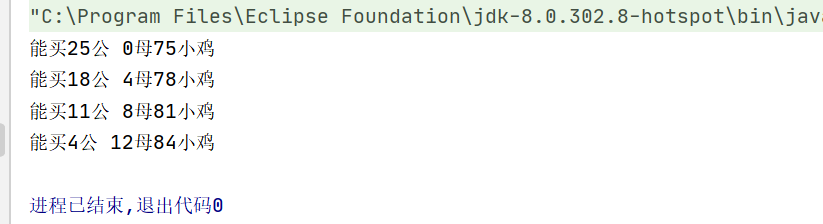 "C:\Program Files\Eclipse Foundation\jdk-8.0.302.8-hotspot\bin\java
能买25公 0母75小鸡
能买18公 4母78小鸡
能买11公 8母81小鸡
能买4公 12母84小鸡
进程已结束,退出代码0